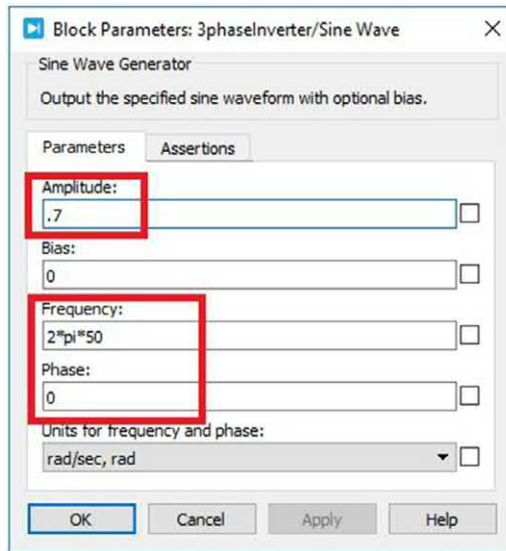 Block Parameters: 3phaseInverter/Sine Wave
Sine Wave Generator
Output the specified sine waveform with optional bias.
Parameters
Assertions
Amplitude:
.7
Bias:
0
Frequency:
2*pi*50
Phase:
0
Units for frequency and phase:
rad/sec, rad
OK
Cancel
Apply
Help